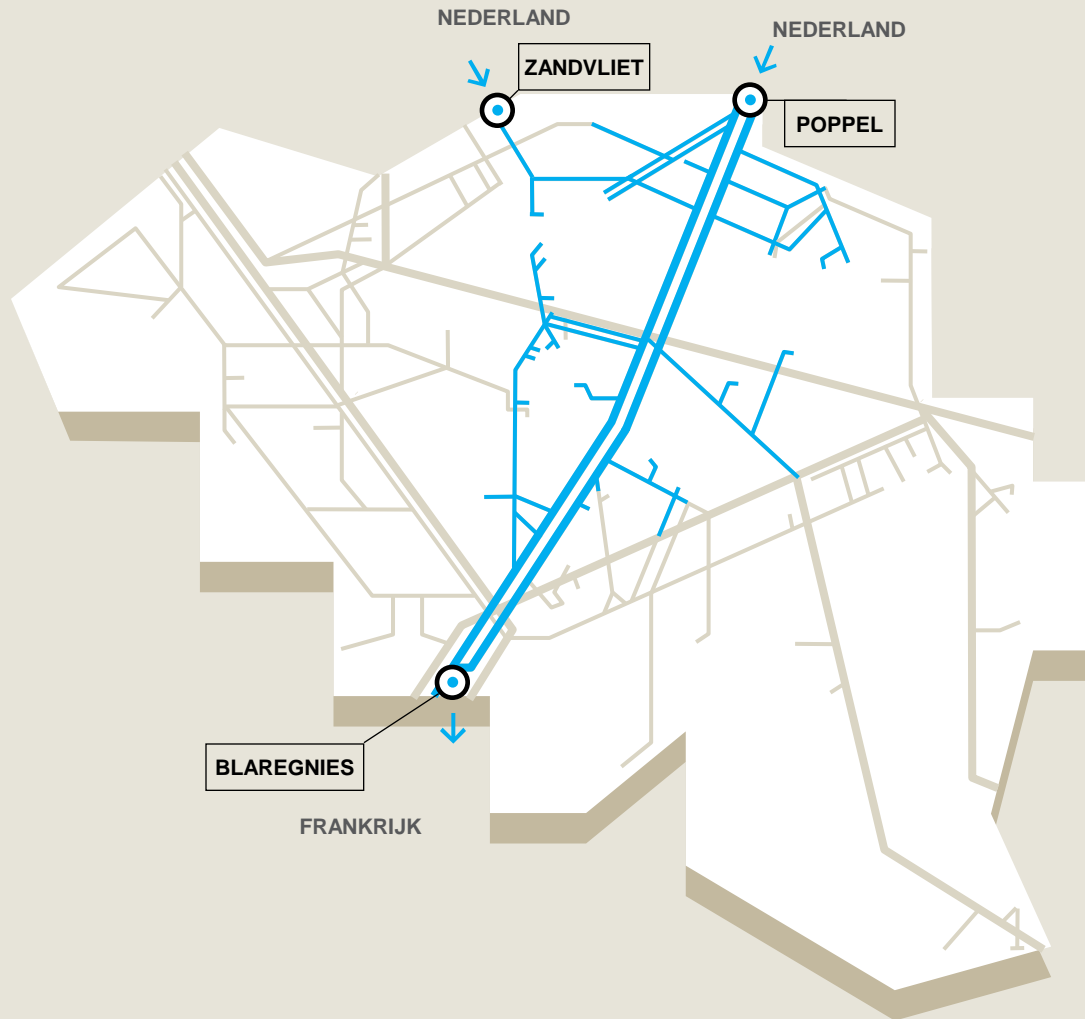 NEDERLAND
NEDERLAND
ZANDVLIET
POPPEL
BLAREGNIES
FRANKRIJK